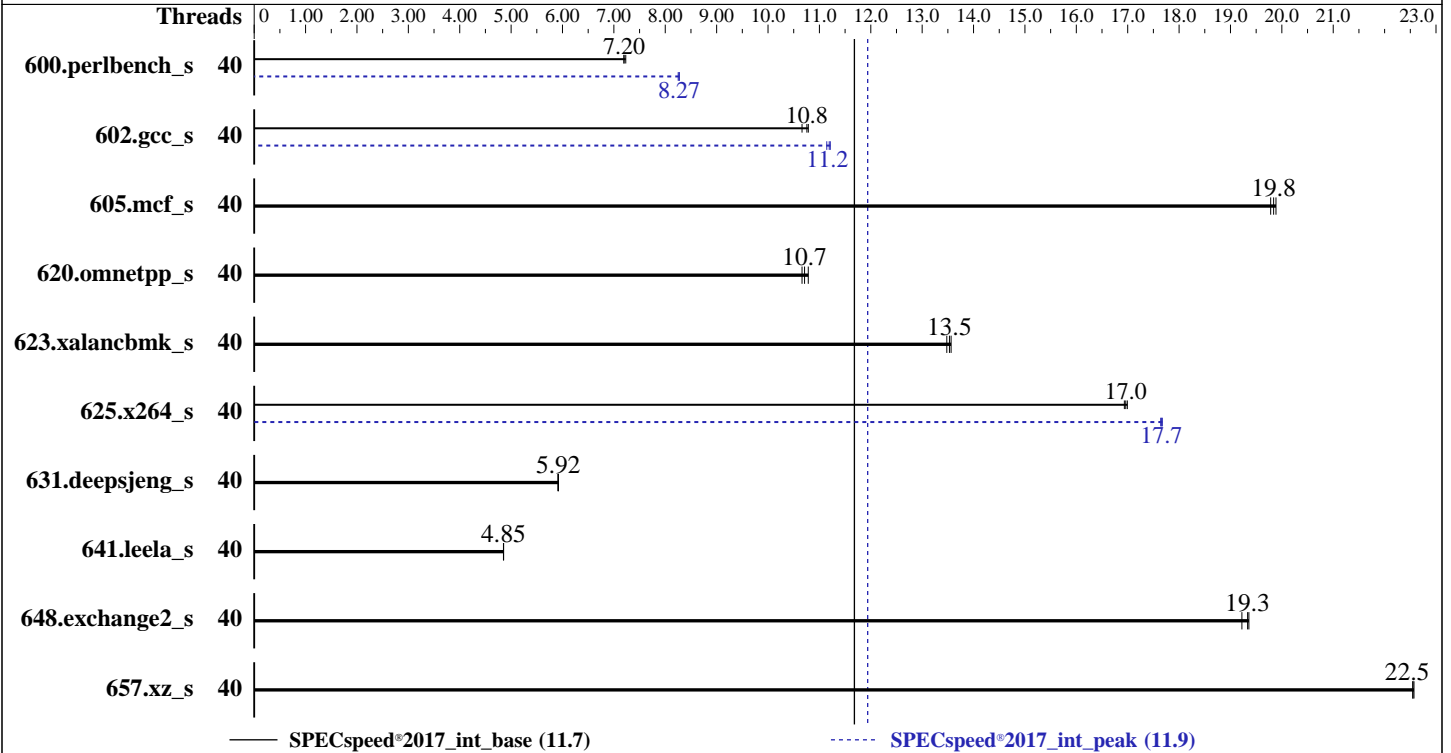 Threads 0 1.00 2.00 3.00 4.00 5.00 6.00 7.00 8.00 9.00 10.0 11.0 12.0 13.0 14.0 15.0 16.0 17.0 18.0 19.0 20.0 21.0 23.0
7.20
600.perlbench_s 40
8.27
10.8
602.gcc_s 40
11.2
19.8
605.mcf_s 40
10.7
620.omnetpp_s 40
13.5
623.xalancbmk_s 40
17.0
625.x264_s 40
17.7
5.92
631.deepsjeng_s 40
4.85
641.leela_s 40
19.3
648.exchange2_s 40
22.5
657.xz_s 40
SPECspeed®2017_int_base (11.7) SPECspeed®2017_int_peak (11.9)